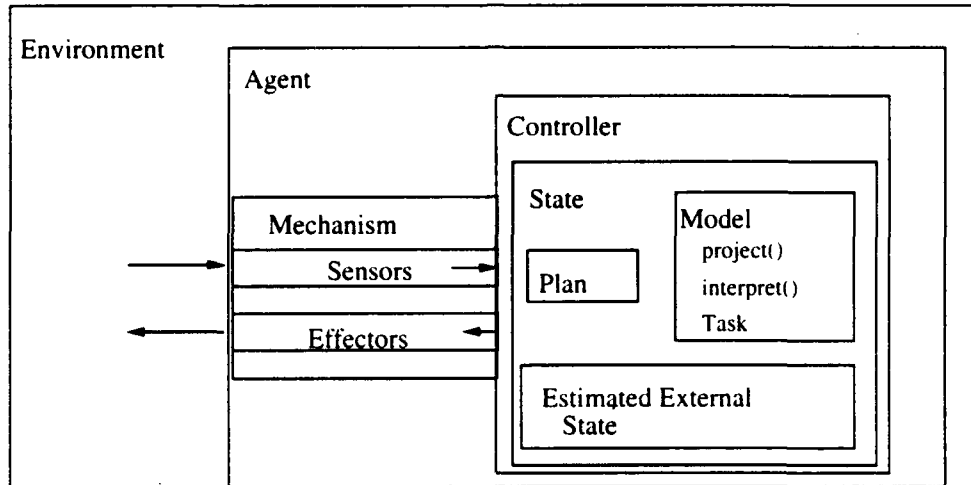 Environment
Agent
Controller
State
Model
project()
interpret()
Task
Plan
Mechanism
Sensors
Effectors
Estimated External
State